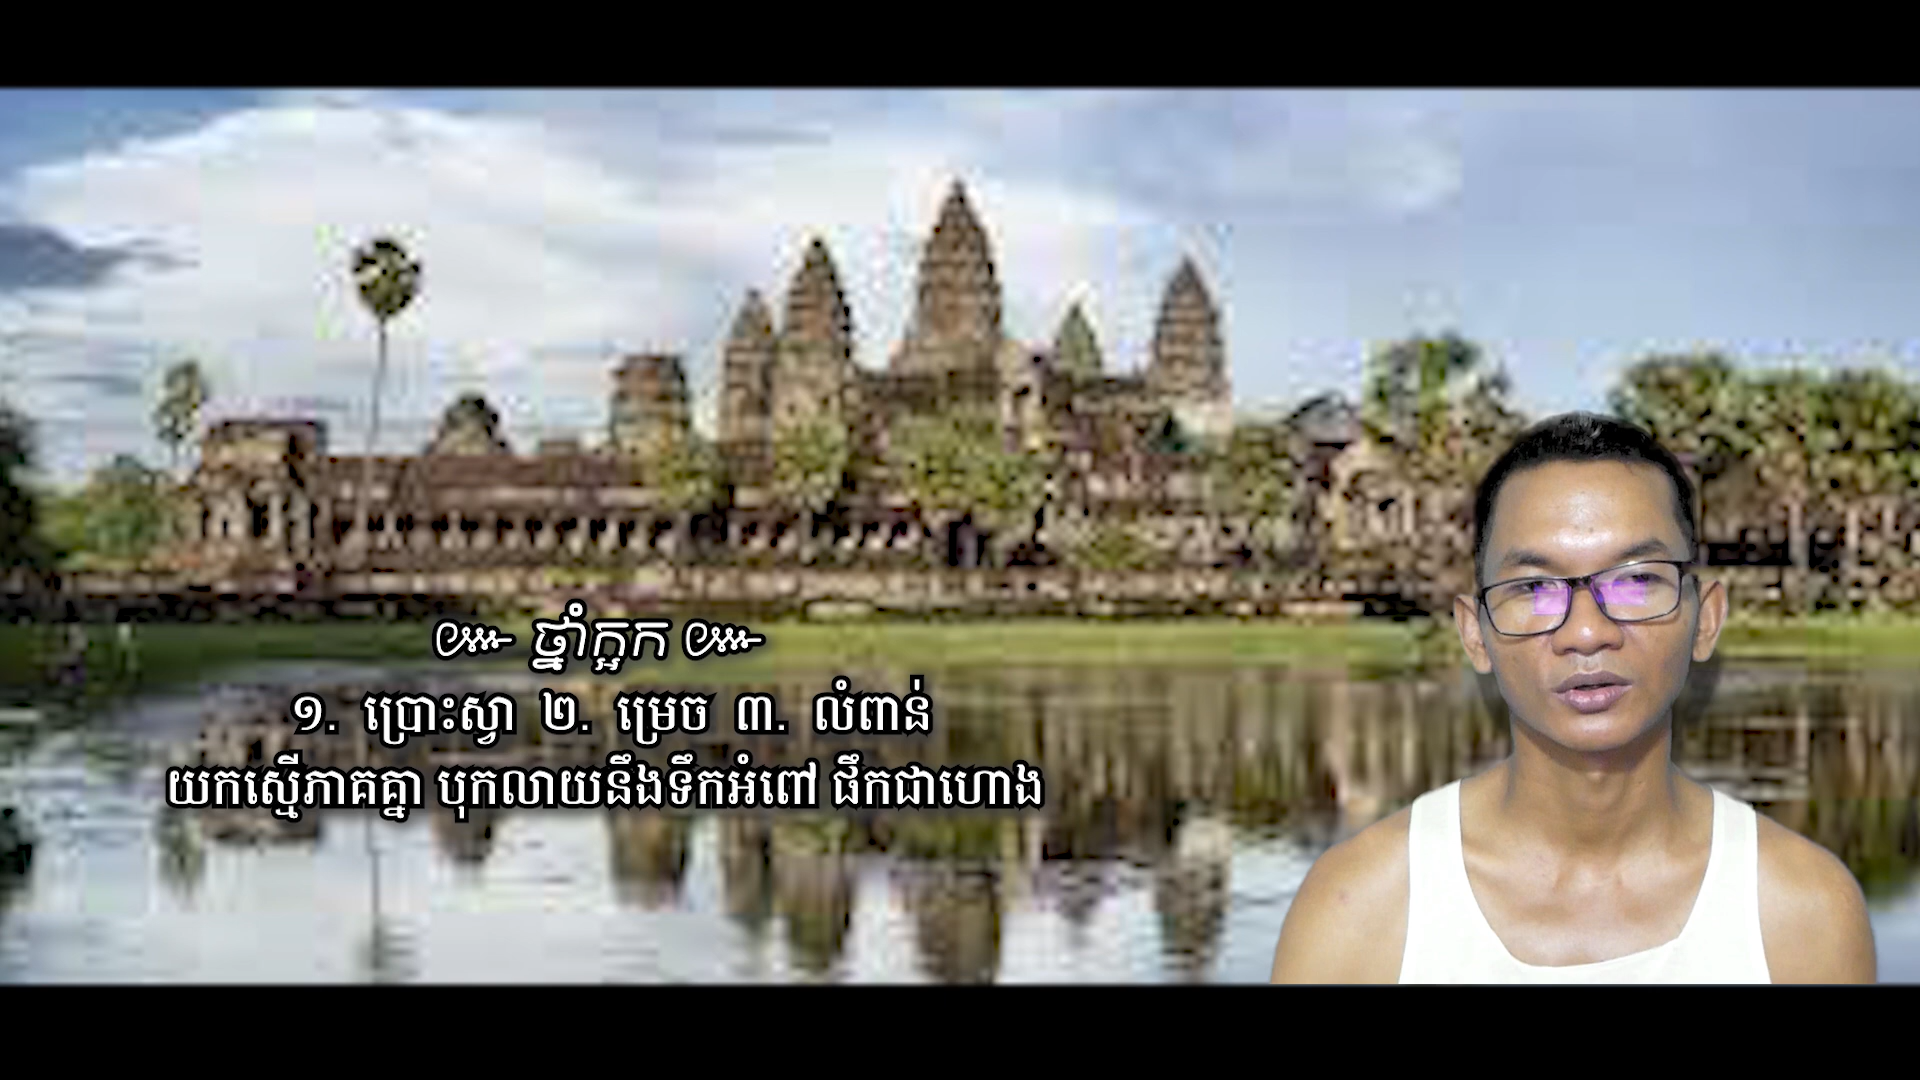 ថ្នាំក្អក
១. ប្រោះស្វា ២. ម្រេច ៣. លំពាន់
យកស្មើភាគគ្នា បុកលាយនឹងទឹកអំពៅ ផឹកជាហោង